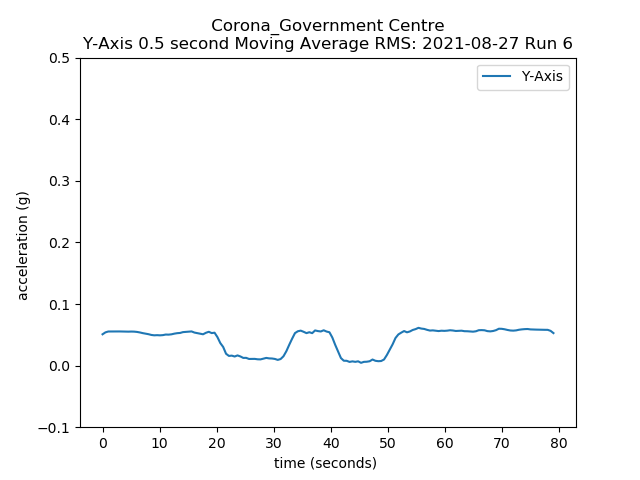 Corona_Government Centre
Y-Axis 0.5 second Moving Average RMS: 2021-08-27 Run 6
Y-Axis
acceleration (g)
0.5
0.4
0.3
0.2
0.1
0.0
−0.1
0 10 20 30 40 50 60 70 80
time (seconds)